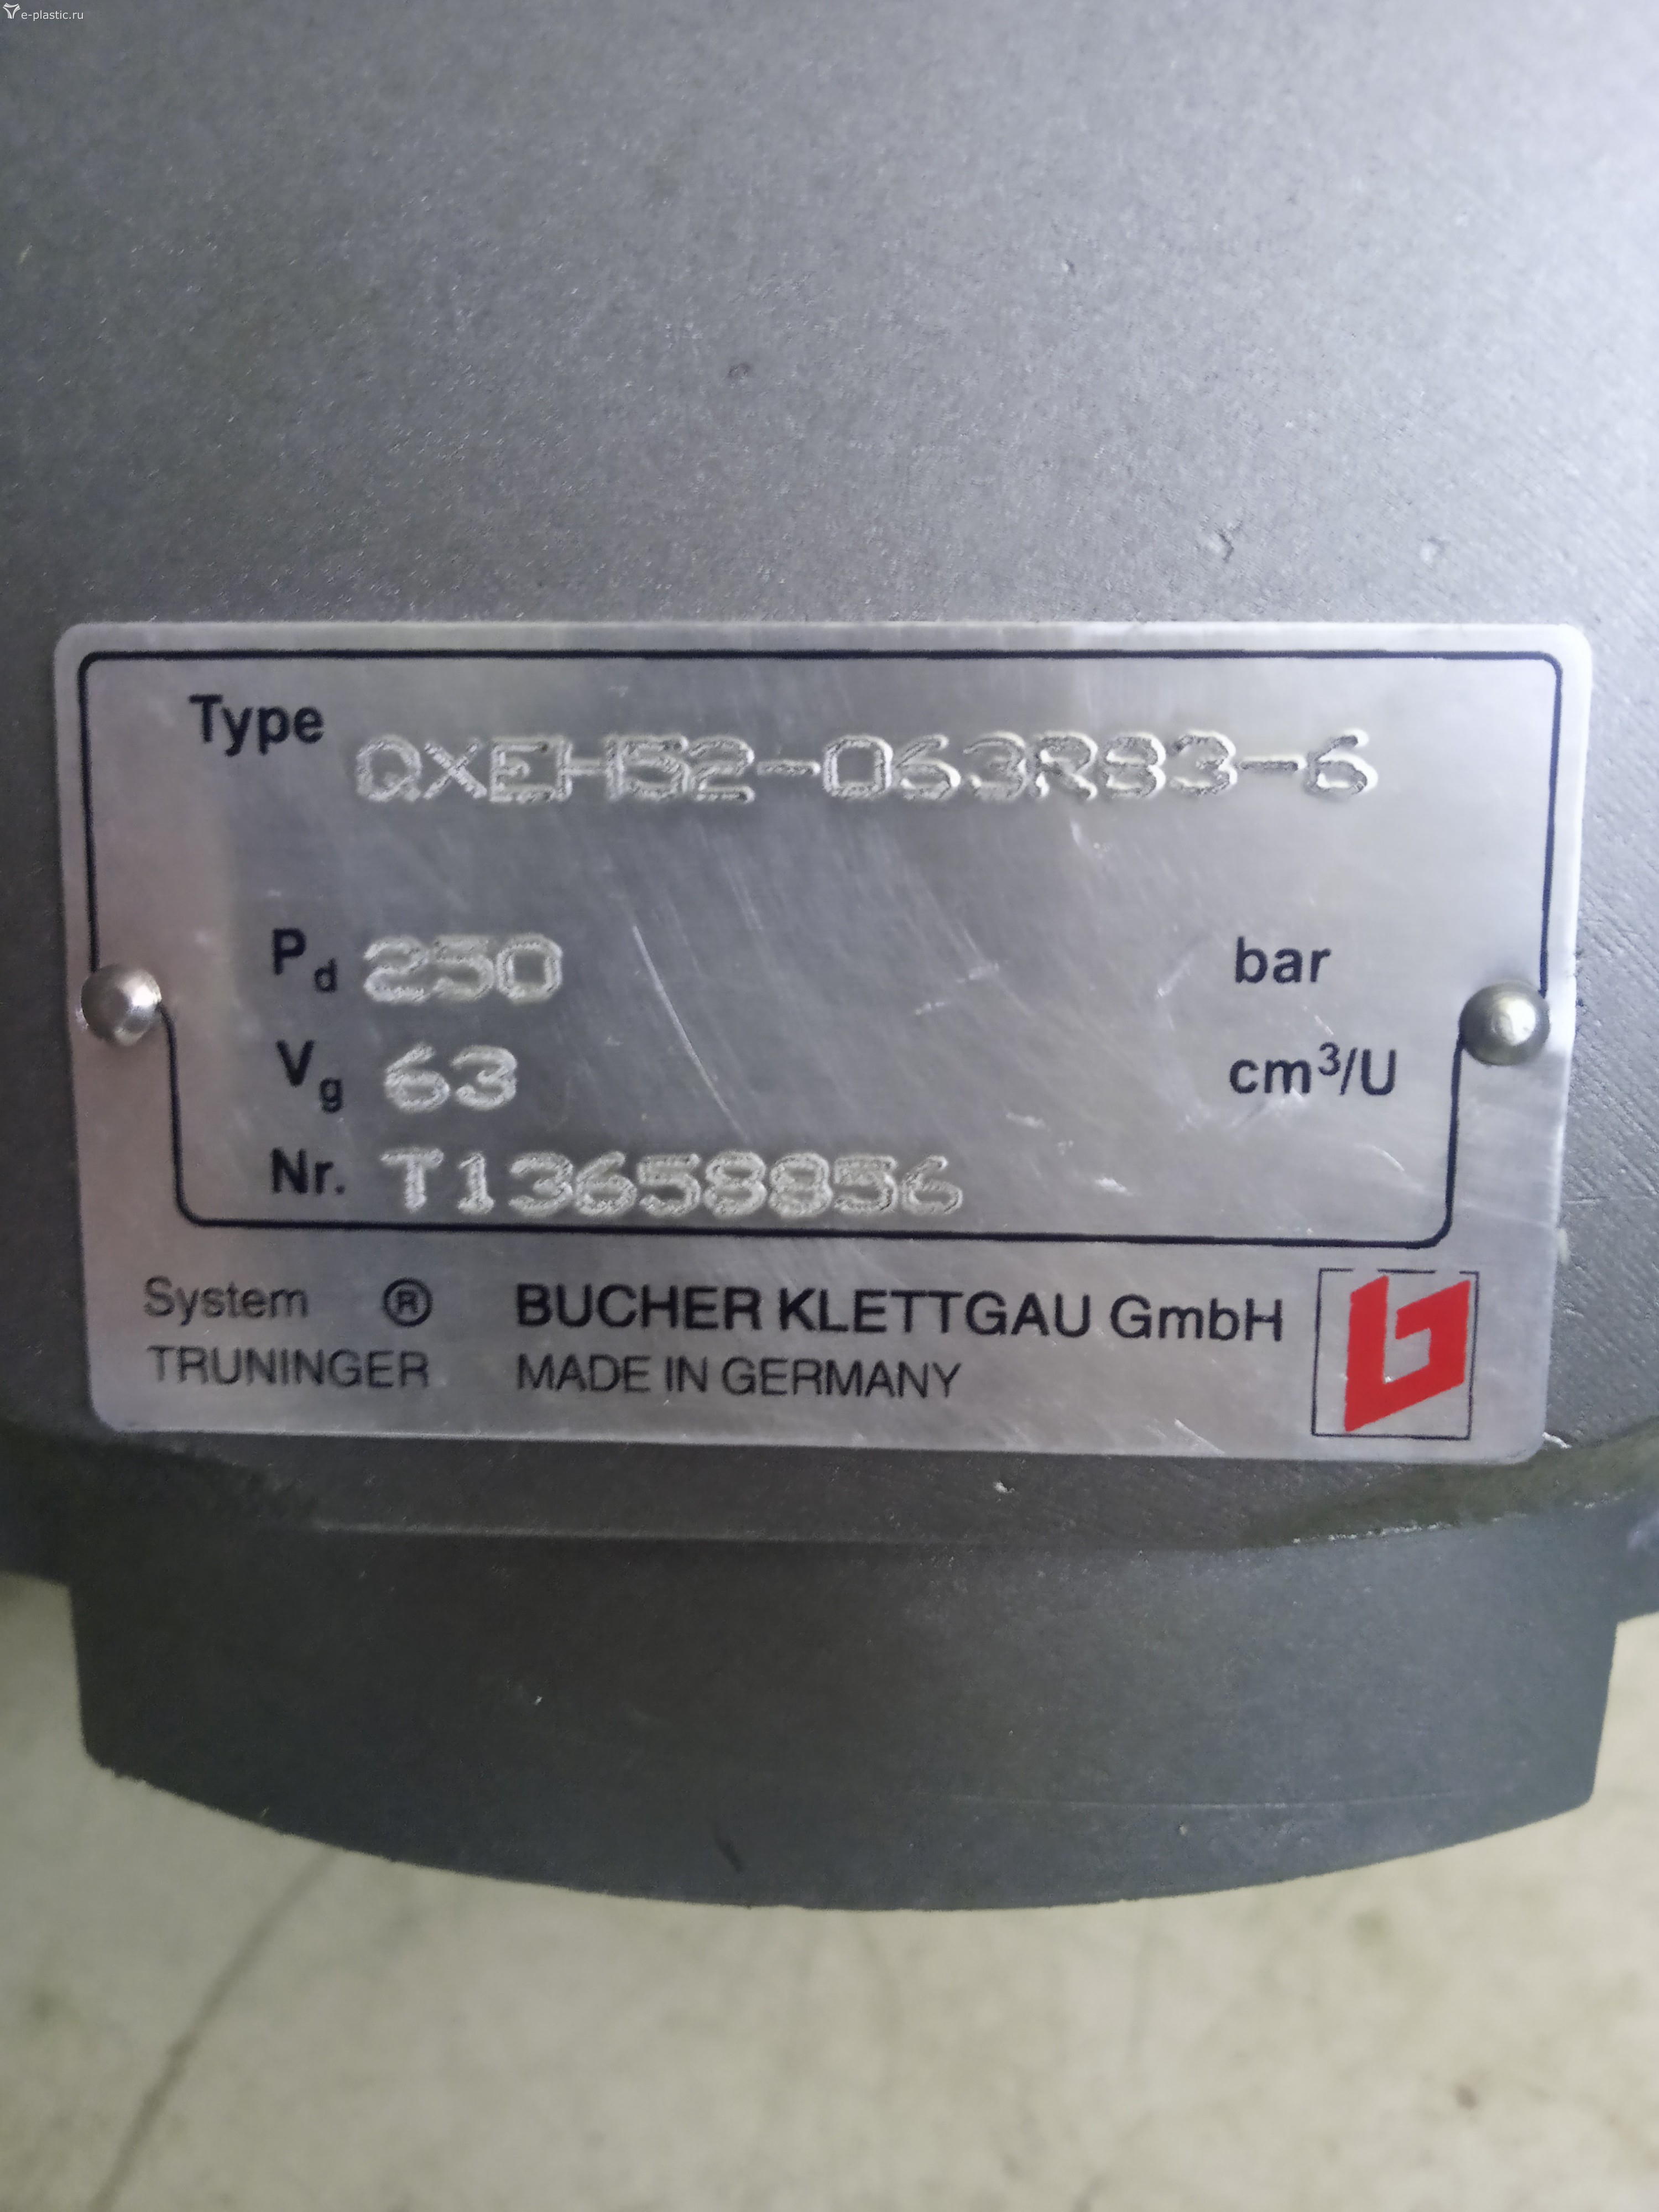 e-plastic.ru
Type QXEH52-063R83-6
Pd 250 bar
Vg 63 cm³/U
Nr. T13658856
System ® BUCHER KLETTGAU GmbH
TRUNINGER MADE IN GERMANY